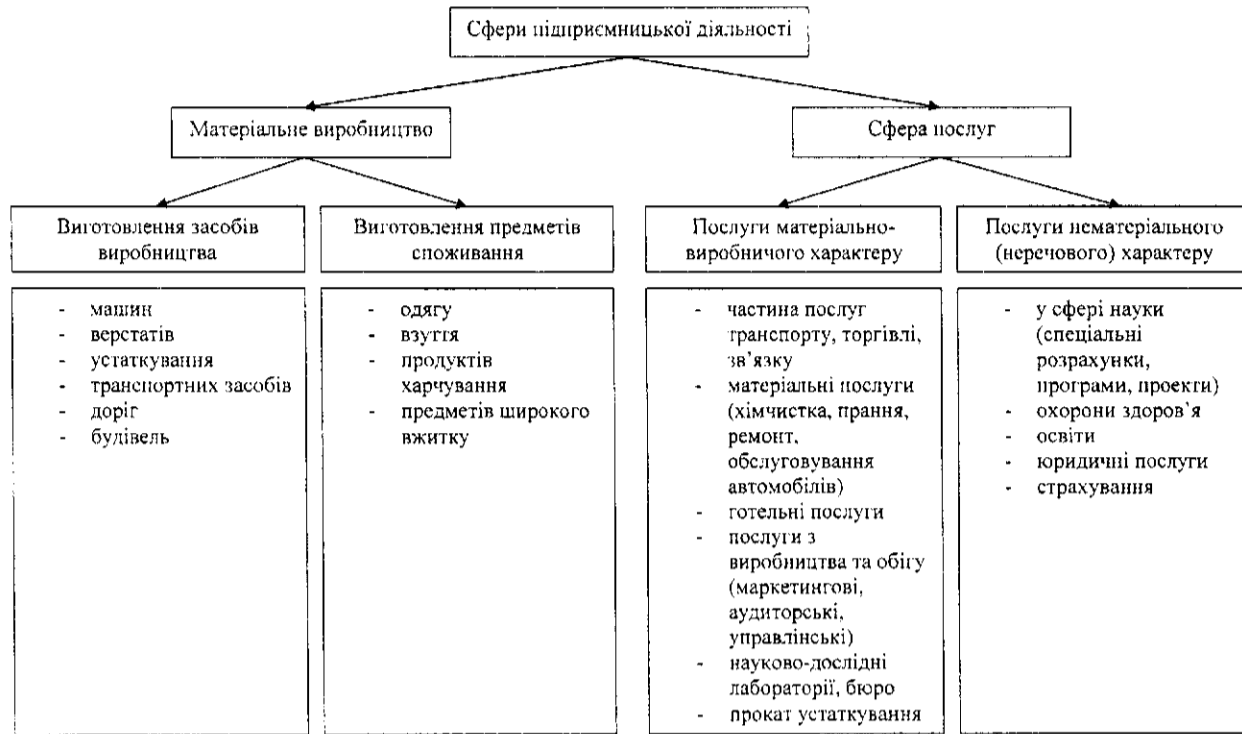 Сфери підприємницької діяльності
Матеріальне виробництво
Сфера послуг
Виготовлення засобів
виробництва
Виготовлення предметів
споживання
Послуги матеріально-
виробничого характеру
Послуги нематеріального
(неречового) характеру
- машин
- верстатів
- устаткування
- транспортних засобів
- доріг
- будівель
- одягу
- взуття
- продуктів
харчування
- предметів широкого
вжитку
- частина послуг
транспорту, торгівлі,
зв’язку
- матеріальні послуги
(хімчистка, прання,
ремонт,
обслуговування
автомобілів)
- готельні послуги
- послуги з
виробництва та обігу
(маркетингові,
аудиторські,
управлінські)
- науково-дослідні
лабораторії, бюро
- прокат устаткування
- у сфері науки
(спеціальні
розрахунки,
програми, проекти)
- охорони здоров’я
- освіти
- юридичні послуги
- страхування